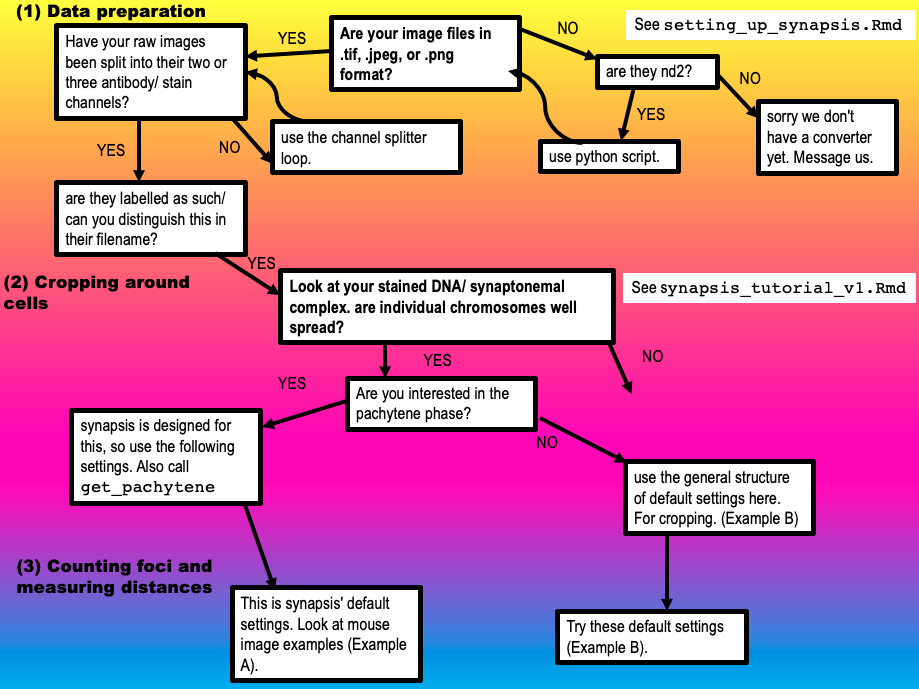 (1) Data preparation
Are your image files in
.tif, .jpeg, or .png
format?
YES
NO
See setting_up_synapsis.Rmd
Have your raw images
been split into their two or
three antibody/ stain
channels?
are they nd2?
NO
YES
sorry we don't
have a converter
yet. Message us.
use python script.
use the channel splitter
loop.
YES
NO
are they labelled as such/
can you distinguish this in
their filename?
YES
(2) Cropping around
cells
Look at your stained DNA/ synaptonemal
complex. are individual chromosomes well
spread?
See synapsis_tutorial_v1.Rmd
YES
NO
Are you interested in the
pachytene phase?
YES
NO
synapsis is designed for
this, so use the following
settings. Also call
get_pachytene
use the general structure
of default settings here.
For cropping. (Example B)
(3) Counting foci and
measuring distances
This is synapsis' default
settings. Look at mouse
image examples (Example
A).
Try these default settings
(Example B).